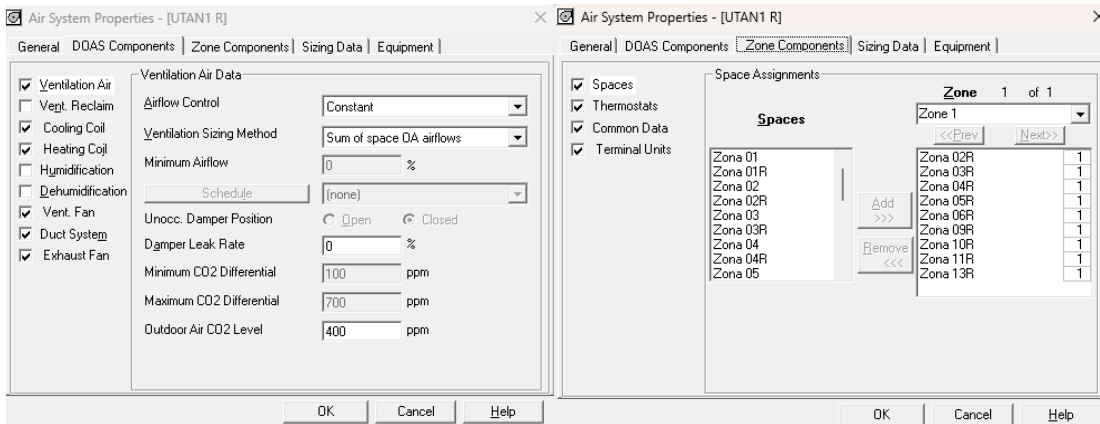 Air System Properties - [UTAN1 R]
General DOAS Components Zone Components Sizing Data Equipment
Ventilation Air
Vent. Reclaim
Cooling Coil
Heating Coil
Humidification
Dehumidification
Vent. Fan
Duct System
Exhaust Fan
Ventilation Air Data
Airflow Control Constant
Ventilation Sizing Method Sum of space OA airflows
Minimum Airflow 0 %
Schedule (none)
Unocc. Damper Position Open Closed
Damper Leak Rate 0 %
Minimum CO2 Differential 100 ppm
Maximum CO2 Differential 700 ppm
Outdoor Air CO2 Level 400 ppm
OK Cancel Help
Air System Properties - [UTAN1 R]
General DOAS Components Zone Components Sizing Data Equipment
Spaces
Thermostats
Common Data
Terminal Units
Space Assignments
Spaces
Zona 01
Zona 01R
Zona 02
Zona 02R
Zona 03
Zona 03R
Zona 04
Zona 04R
Zona 05
Add
>>>
Remove
<<<
Zone 1 of 1
Zone 1
<<Prev Next>>
Zona 02R 1
Zona 03R 1
Zona 04R 1
Zona 05R 1
Zona 06R 1
Zona 09R 1
Zona 10R 1
Zona 11R 1
Zona 13R 1
OK Cancel Help